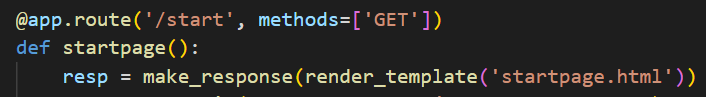 @app.route('/start', methods=['GET'])
def startpage():
    resp = make_response(render_template('startpage.html'))